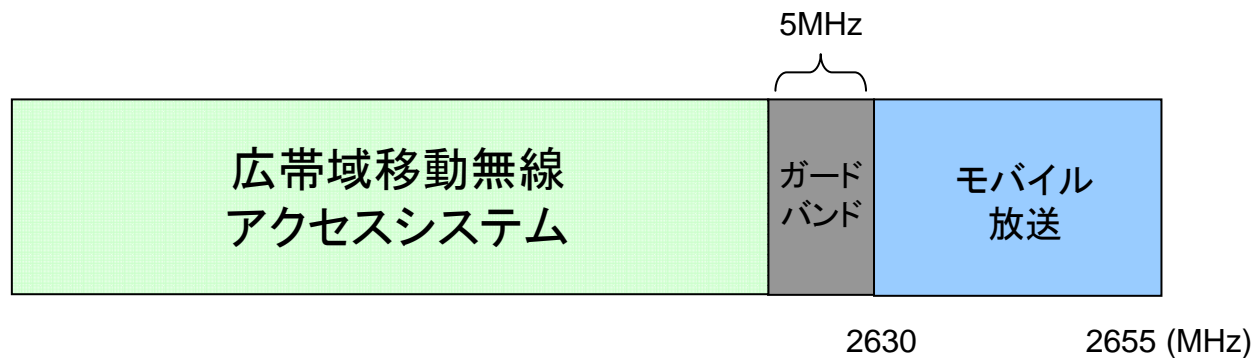 5MHz
広帯域移動無線
アクセスシステム
ガード
バンド
モバイル
放送
2630
2655 (MHz)